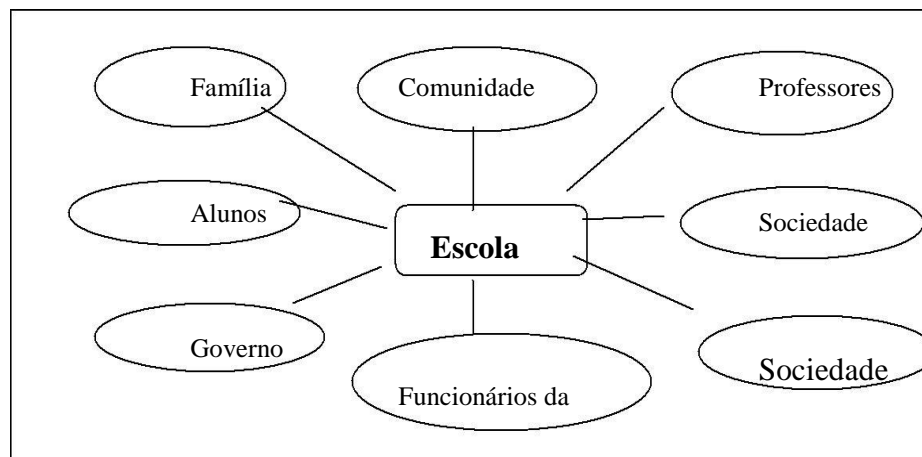 Família
Comunidade
Professores
Alunos
Escola
Sociedade
Governo
Funcionários da
Sociedade